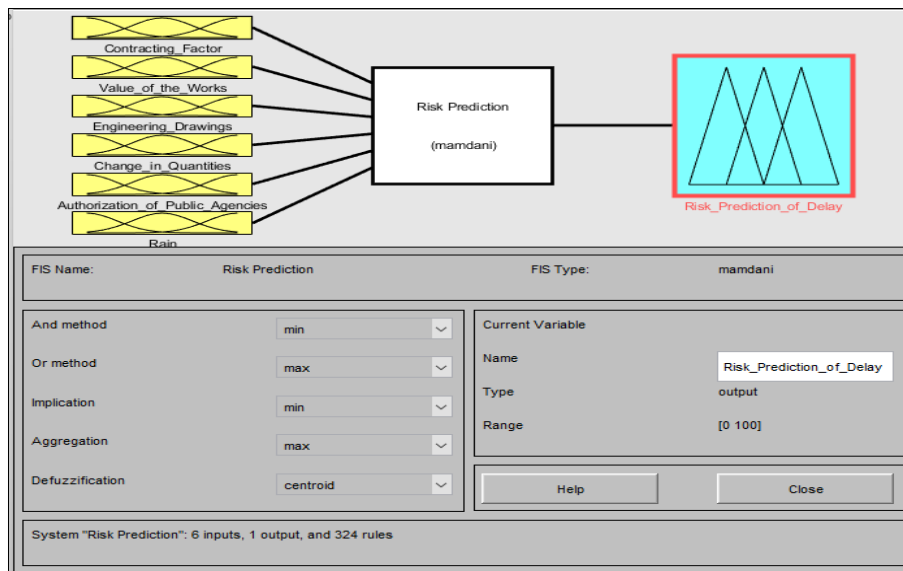 Contracting_Factor
Value_of_the_Works
Engineering_Drawings
Change_in_Quantities
Authorization_of_Public_Agencies
Rain
Risk Prediction
(mamdani)
Risk_Prediction_of_Delay
FIS Name: Risk Prediction FIS Type: mamdani
And method min
Or method max
Implication min
Aggregation max
Defuzzification centroid
Current Variable
Name Risk_Prediction_of_Delay
Type output
Range [0 100]
Help Close
System "Risk Prediction": 6 inputs, 1 output, and 324 rules